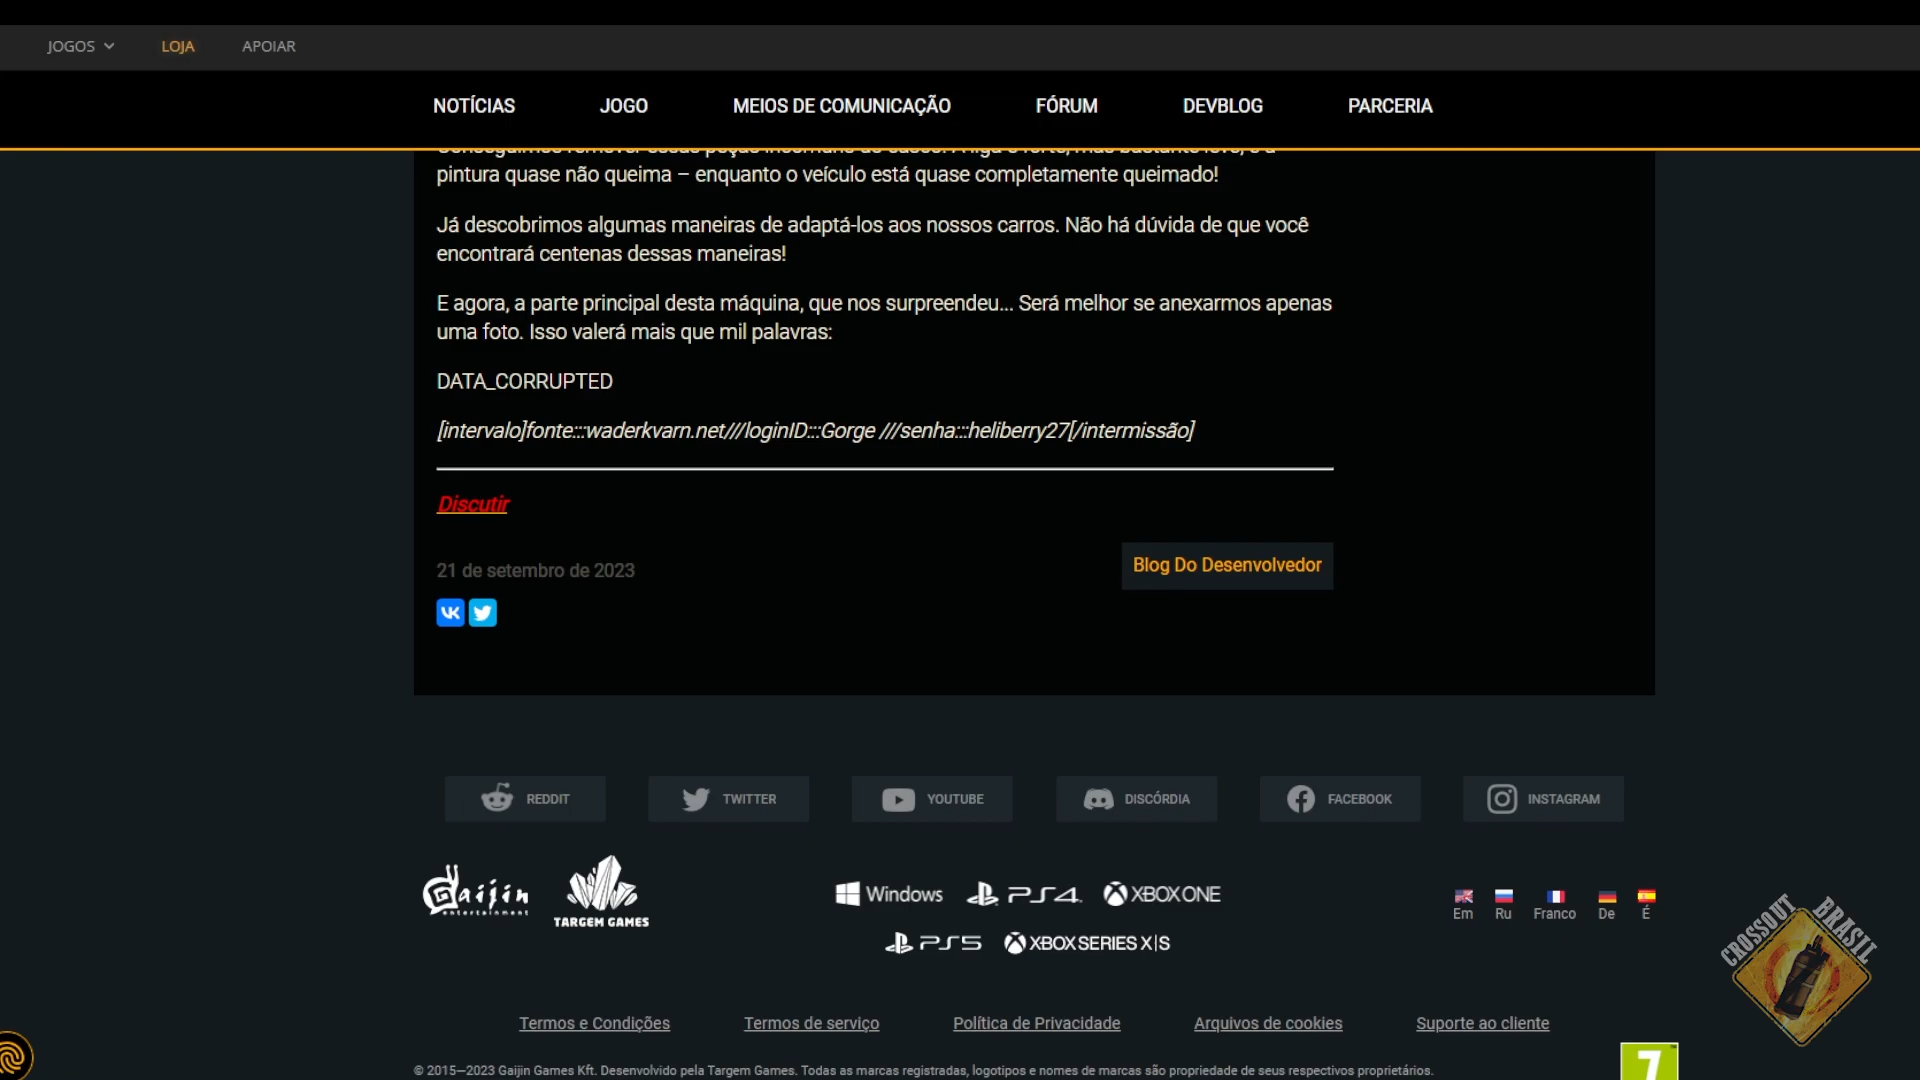 JOGOS
LOJA
APOIAR
NOTÍCIAS
JOGO
MEIOS DE COMUNICAÇÃO
FÓRUM
DEVBLOG
PARCERIA
pintura quase não queima – enquanto o veículo está quase completamente queimado!
Já descobrimos algumas maneiras de adaptá-los aos nossos carros. Não há dúvida de que você
encontrará centenas dessas maneiras!
E agora, a parte principal desta máquina, que nos surpreendeu... Será melhor se anexarmos apenas
uma foto. Isso valerá mais que mil palavras:
DATA_CORRUPTED
[intervalo]fonte:::waderkvarn.net///loginID:::Gorge ///senha:::heliberry27[/intermissão]
Discutir
21 de setembro de 2023
Blog Do Desenvolvedor
REDDIT
TWITTER
YOUTUBE
DISCÓRDIA
FACEBOOK
INSTAGRAM
Gaijin
entertainment
TARGEM GAMES
Windows
PS4
XBOX ONE
PS5
XBOX SERIES X|S
Em
Ru
Franco
De
É
CROSSOUT BRASIL
Termos e Condições
Termos de serviço
Política de Privacidade
Arquivos de cookies
Suporte ao cliente
7
© 2015—2023 Gaijin Games Kft. Desenvolvido pela Targem Games. Todas as marcas registradas, logotipos e nomes de marcas são propriedade de seus respectivos proprietários.